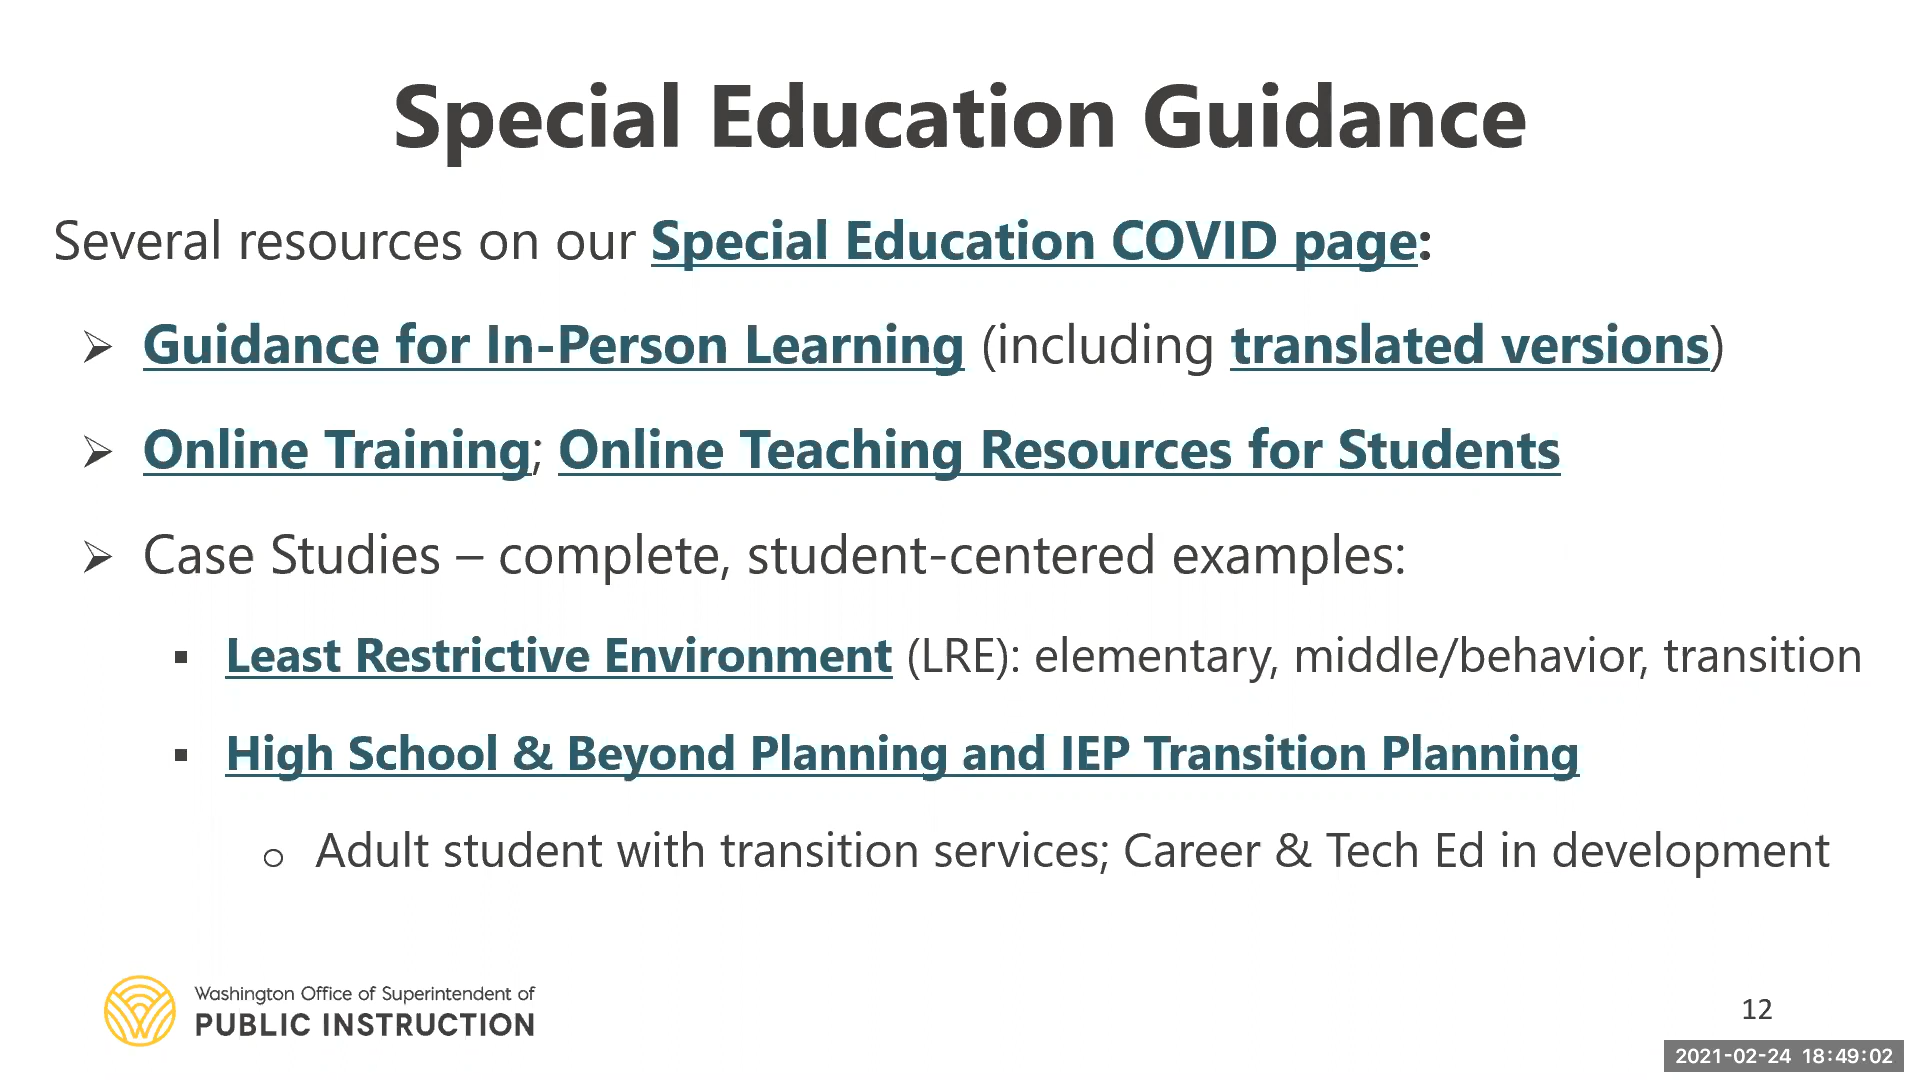 Special Education Guidance
Several resources on our Special Education COVID page:
➢ Guidance for In-Person Learning (including translated versions)
➢ Online Training; Online Teaching Resources for Students
➢ Case Studies – complete, student-centered examples:
▪ Least Restrictive Environment (LRE): elementary, middle/behavior, transition
▪ High School & Beyond Planning and IEP Transition Planning
o Adult student with transition services; Career & Tech Ed in development
Washington Office of Superintendent of
PUBLIC INSTRUCTION
12
2021-02-24 18:49:02